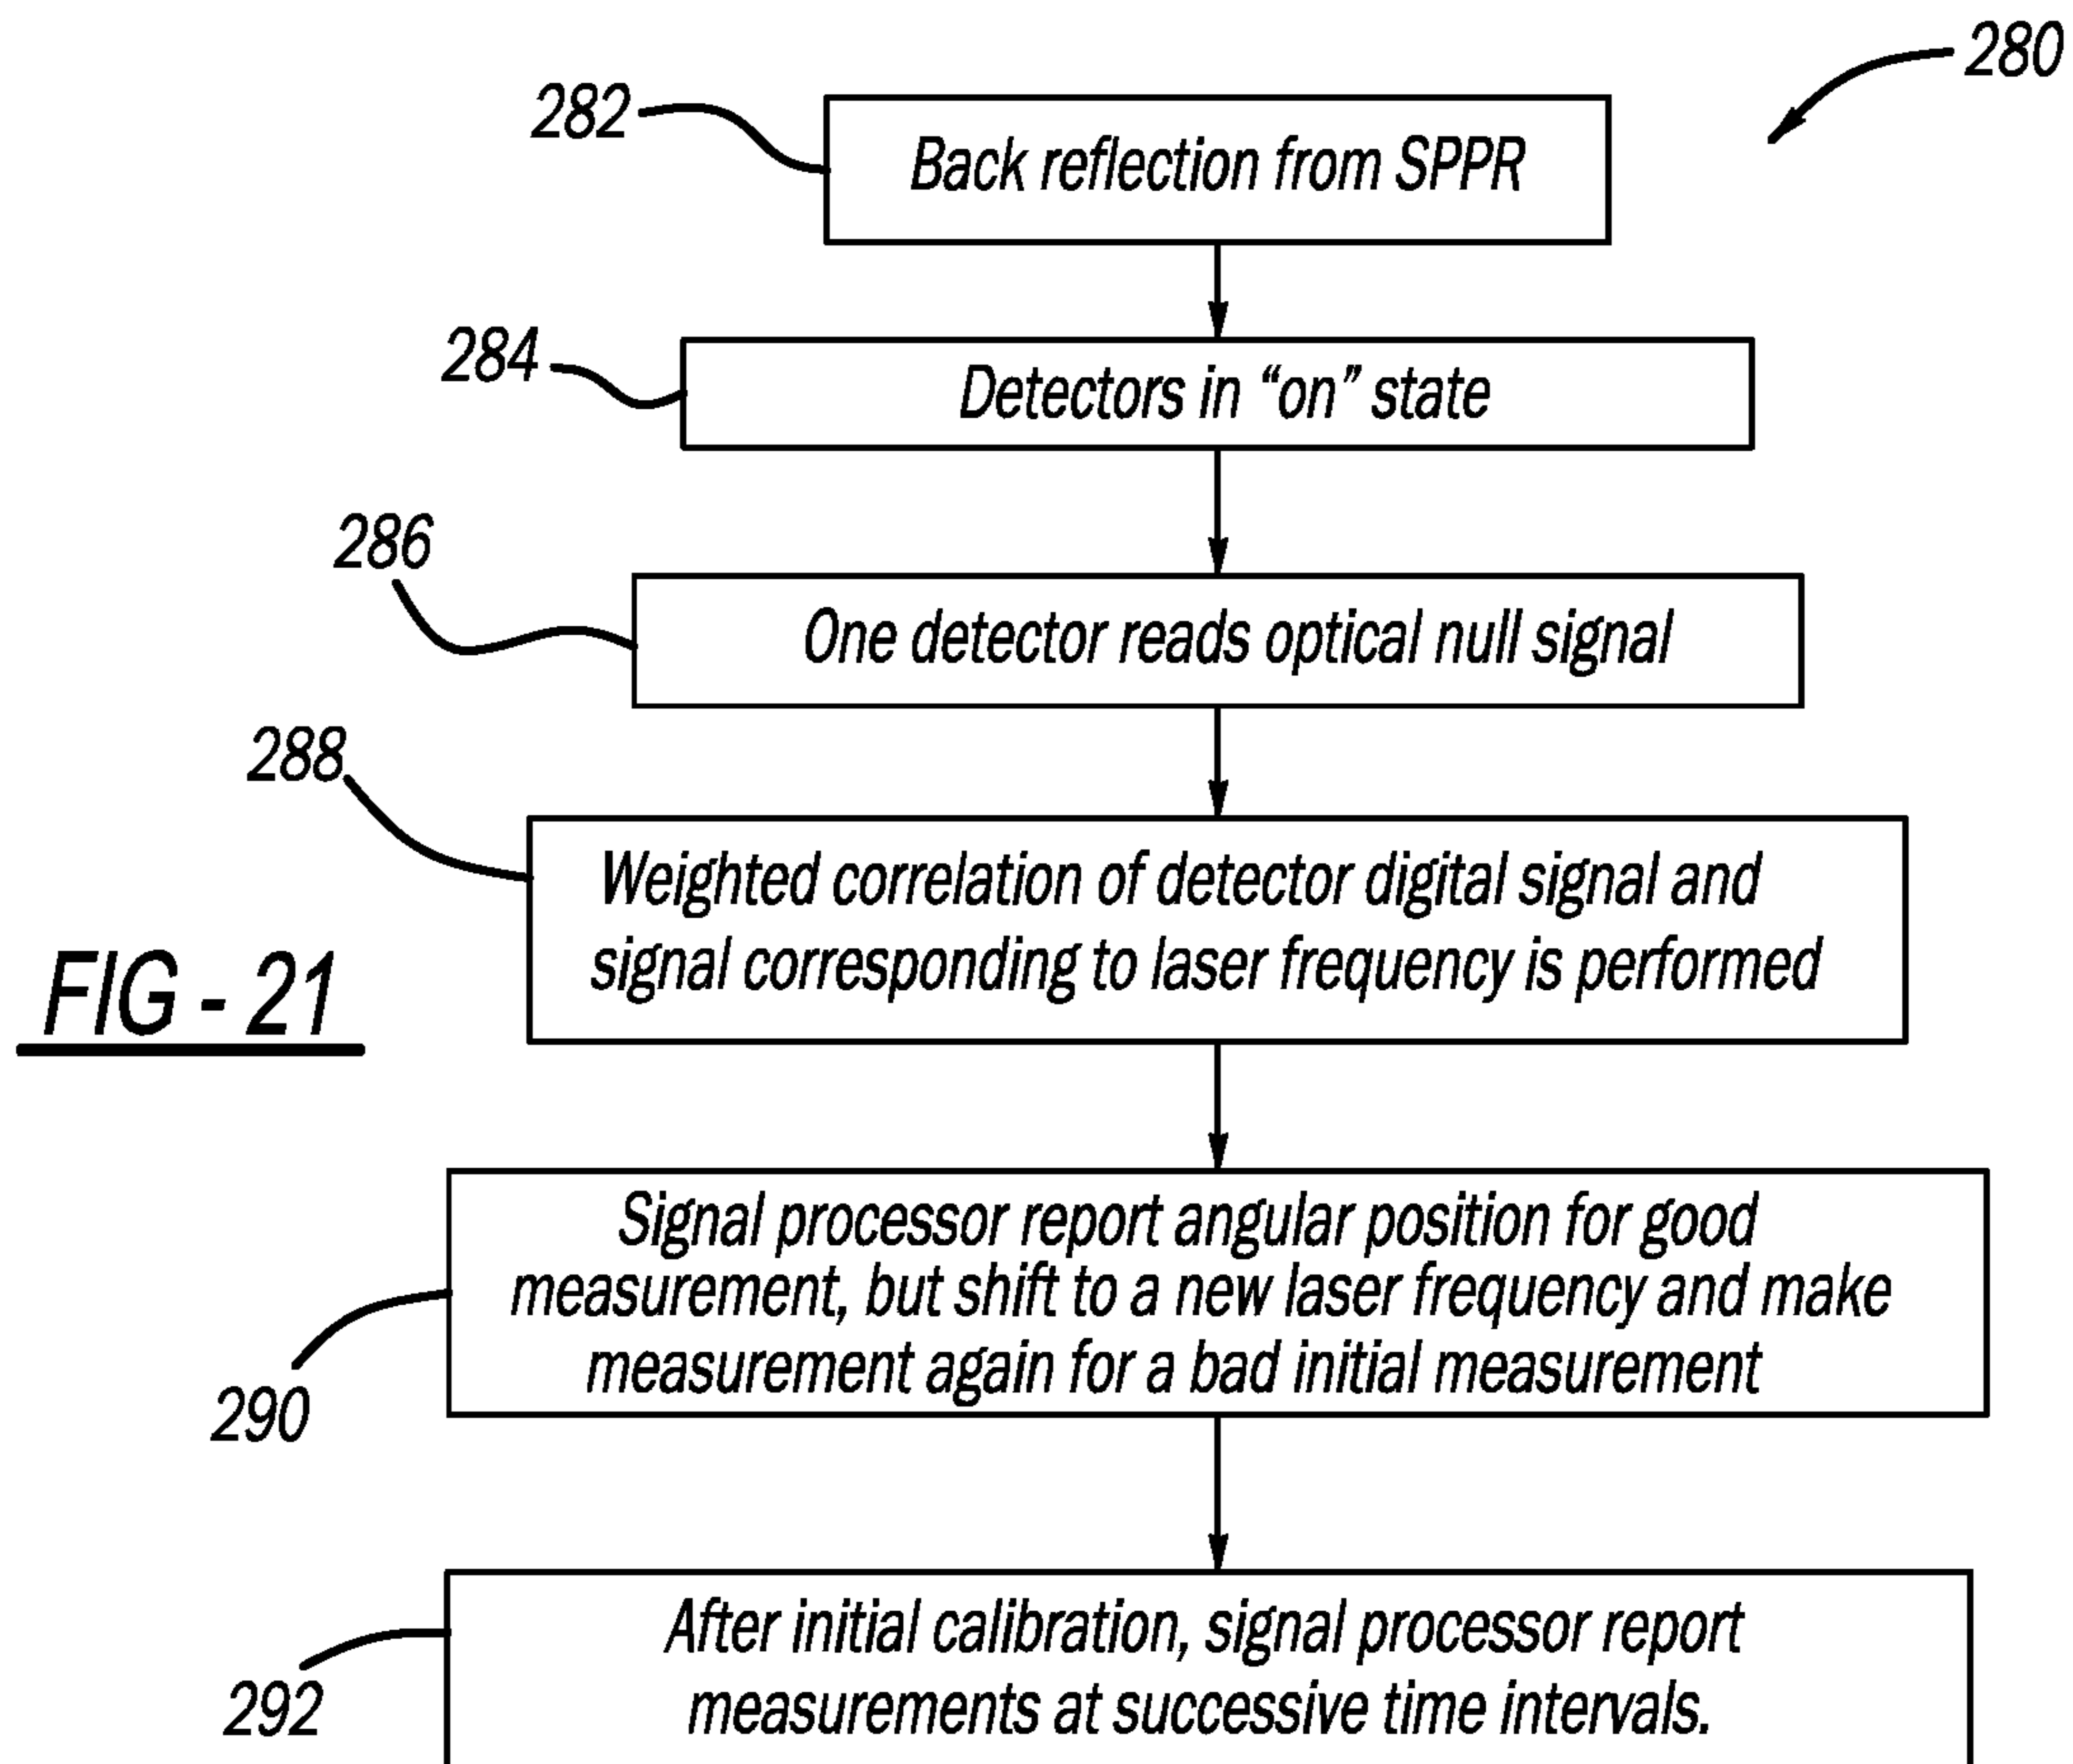 280
282
Back reflection from SPPR
284
Detectors in “on” state
286
One detector reads optical null signal
288
Weighted correlation of detector digital signal and
signal corresponding to laser frequency is performed
FIG - 21
Signal processor report angular position for good
measurement, but shift to a new laser frequency and make
measurement again for a bad initial measurement
290
After initial calibration, signal processor report
measurements at successive time intervals.
292